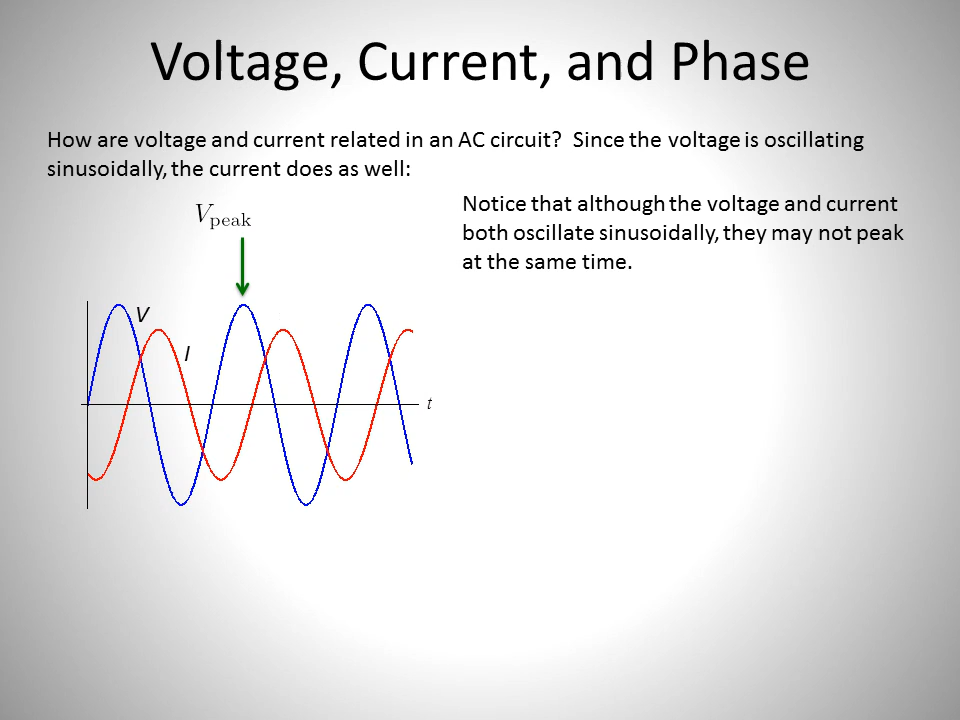 Voltage, Current, and Phase
How are voltage and current related in an AC circuit?  Since the voltage is oscillating
sinusoidally, the current does as well:
Notice that although the voltage and current
both oscillate sinusoidally, they may not peak
at the same time.
Vpeak
V
I
t